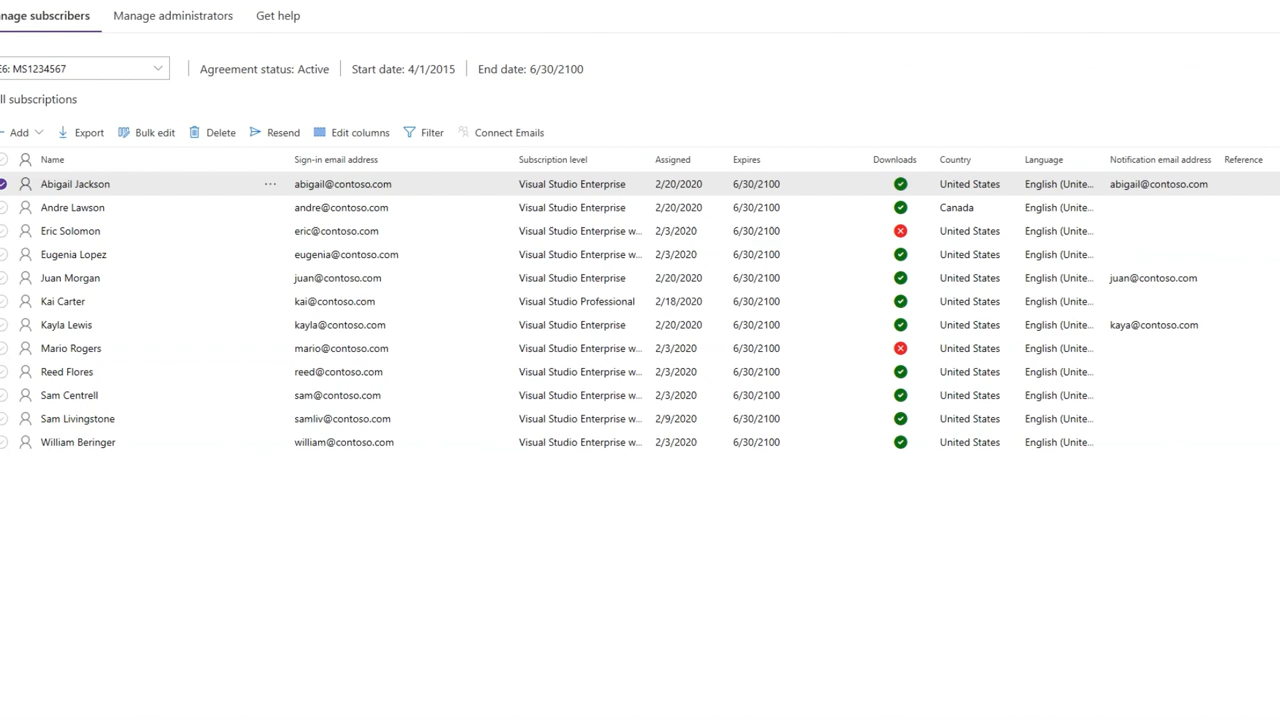 nage subscribers Manage administrators Get help
E6: MS1234567 Agreement status: Active Start date: 4/1/2015 End date: 6/30/2100
ll subscriptions
Add Export Bulk edit Delete Resend Edit columns Filter Connect Emails
Name Sign-in email address Subscription level Assigned Expires Downloads Country Language Notification email address Reference
Abigail Jackson ... abigail@contoso.com Visual Studio Enterprise 2/20/2020 6/30/2100 United States English (Unite... abigail@contoso.com
Andre Lawson andre@contoso.com Visual Studio Enterprise 2/20/2020 6/30/2100 Canada English (Unite...
Eric Solomon eric@contoso.com Visual Studio Enterprise w... 2/3/2020 6/30/2100 United States English (Unite...
Eugenia Lopez eugenia@contoso.com Visual Studio Enterprise w... 2/3/2020 6/30/2100 United States English (Unite...
Juan Morgan juan@contoso.com Visual Studio Enterprise 2/20/2020 6/30/2100 United States English (Unite... juan@contoso.com
Kai Carter kai@contoso.com Visual Studio Professional 2/18/2020 6/30/2100 United States English (Unite...
Kayla Lewis kayla@contoso.com Visual Studio Enterprise 2/20/2020 6/30/2100 United States English (Unite... kaya@contoso.com
Mario Rogers mario@contoso.com Visual Studio Enterprise w... 2/3/2020 6/30/2100 United States English (Unite...
Reed Flores reed@contoso.com Visual Studio Enterprise w... 2/3/2020 6/30/2100 United States English (Unite...
Sam Centrell sam@contoso.com Visual Studio Enterprise w... 2/3/2020 6/30/2100 United States English (Unite...
Sam Livingstone samliv@contoso.com Visual Studio Enterprise w... 2/9/2020 6/30/2100 United States English (Unite...
William Beringer william@contoso.com Visual Studio Enterprise w... 2/3/2020 6/30/2100 United States English (Unite...